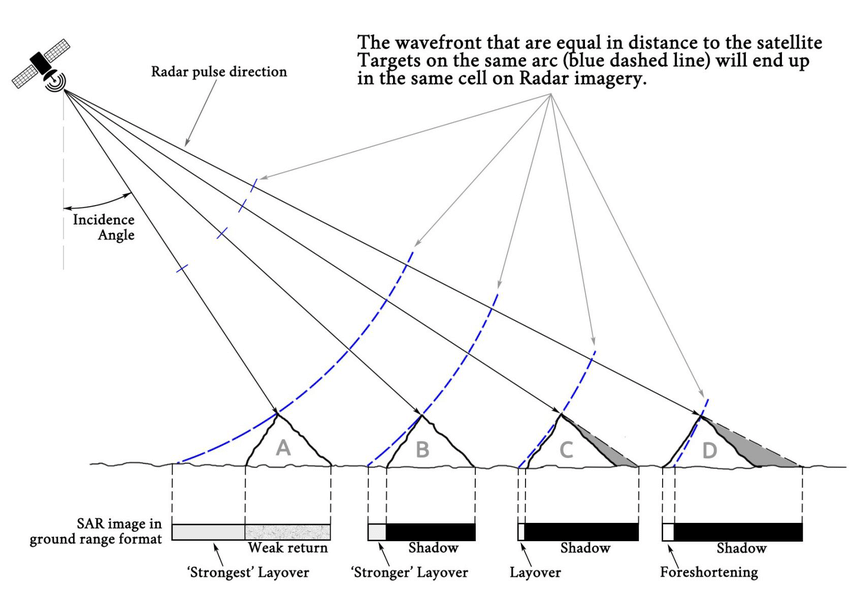 The wavefront that are equal in distance to the satellite
Targets on the same arc (blue dashed line) will end up
in the same cell on Radar imagery.
Radar pulse direction
Incidence
Angle
A
B
C
D
SAR image in
ground range format
Weak return
Shadow
Shadow
Shadow
'Strongest' Layover
'Stronger' Layover
Layover
Foreshortening